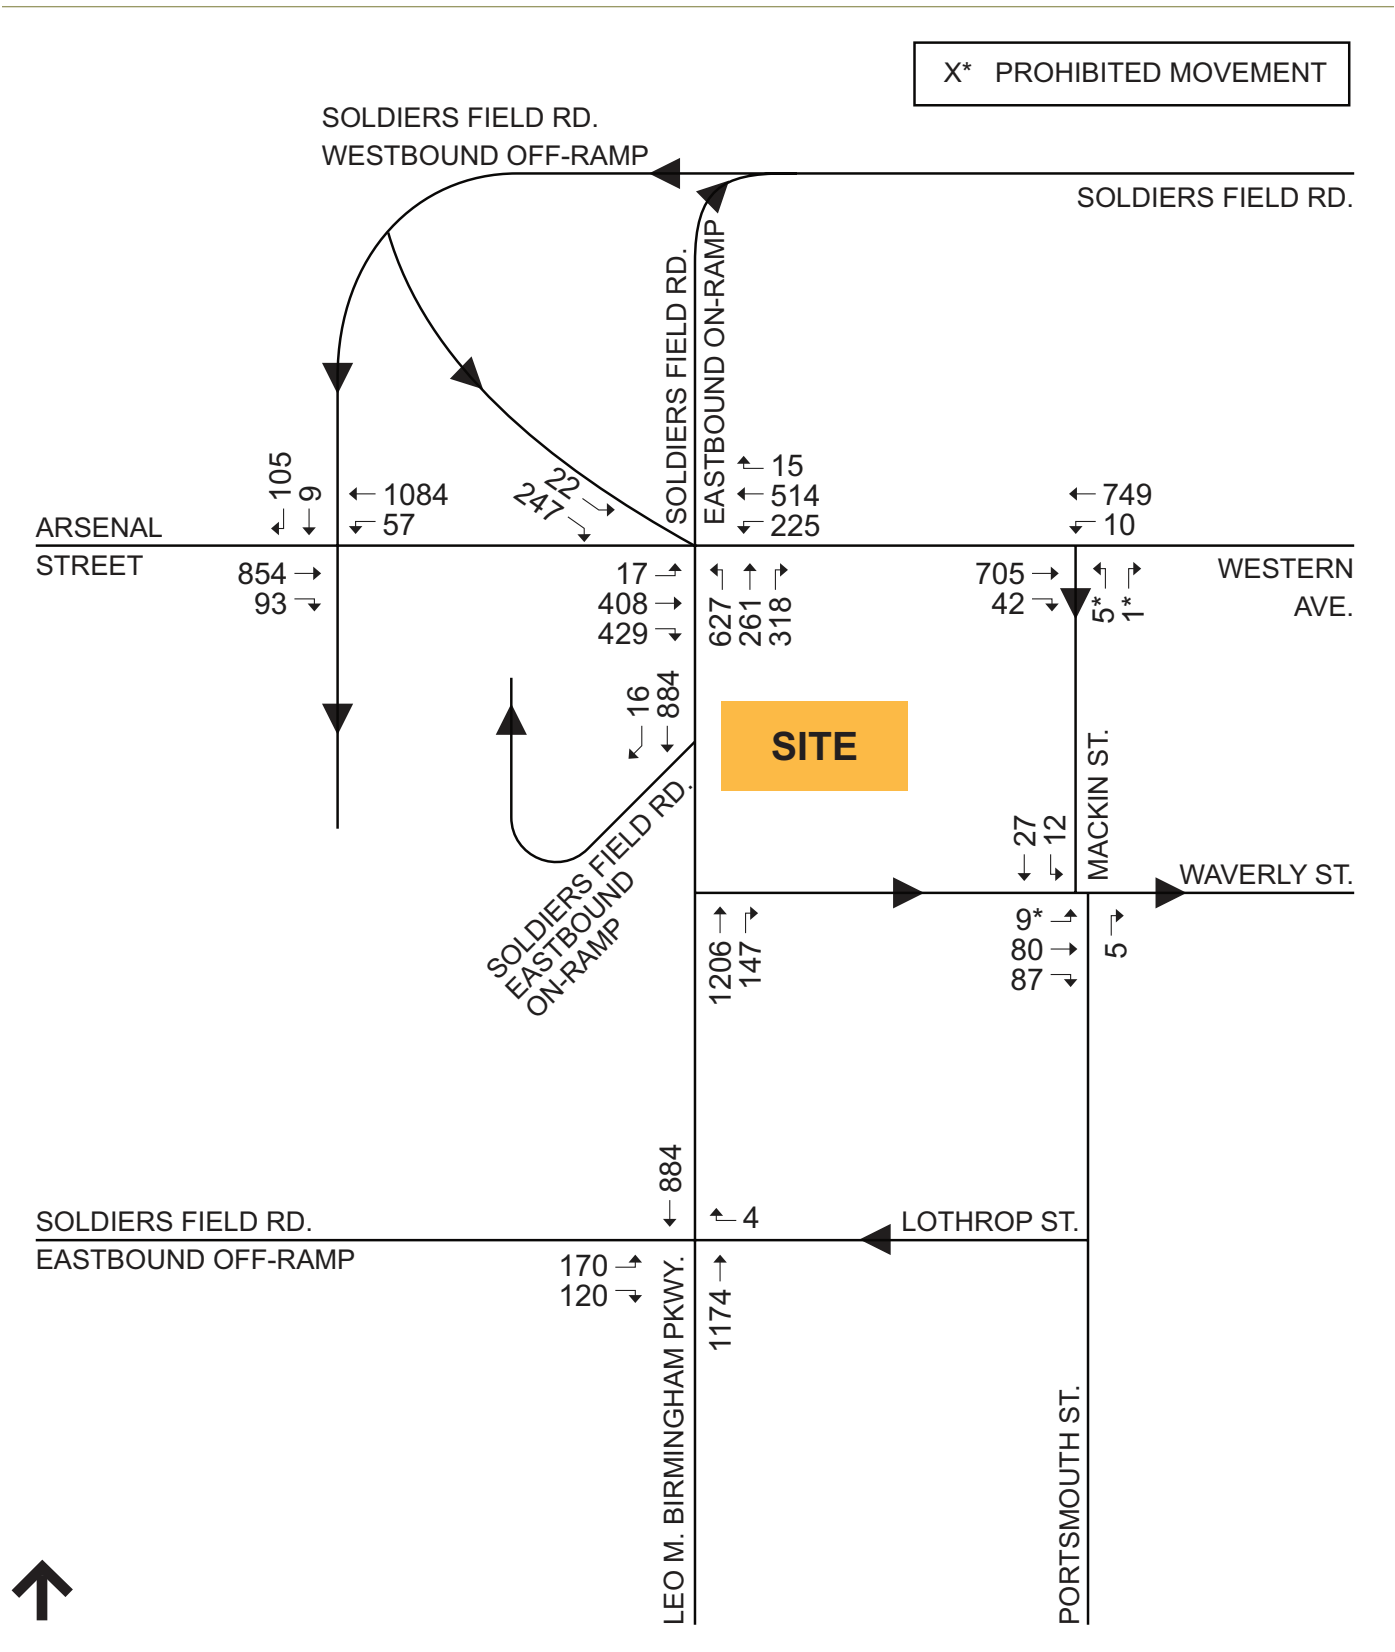 X* PROHIBITED MOVEMENT
SOLDIERS FIELD RD.
WESTBOUND OFF-RAMP
SOLDIERS FIELD RD.
SOLDIERS FIELD RD.
EASTBOUND ON-RAMP
105
9
1084
57
22
247
15
514
225
749
10
ARSENAL
STREET
854
93
17
408
429
627
261
318
705
42
5*
1*
WESTERN
AVE.
16
884
SITE
MACKIN ST.
SOLDIERS FIELD RD.
EASTBOUND
ON-RAMP
27
12
WAVERLY ST.
1206
147
9*
80
87
5
884
4
SOLDIERS FIELD RD.
EASTBOUND OFF-RAMP
LOTHROP ST.
170
120
1174
LEO M. BIRMINGHAM PKWY.
PORTSMOUTH ST.